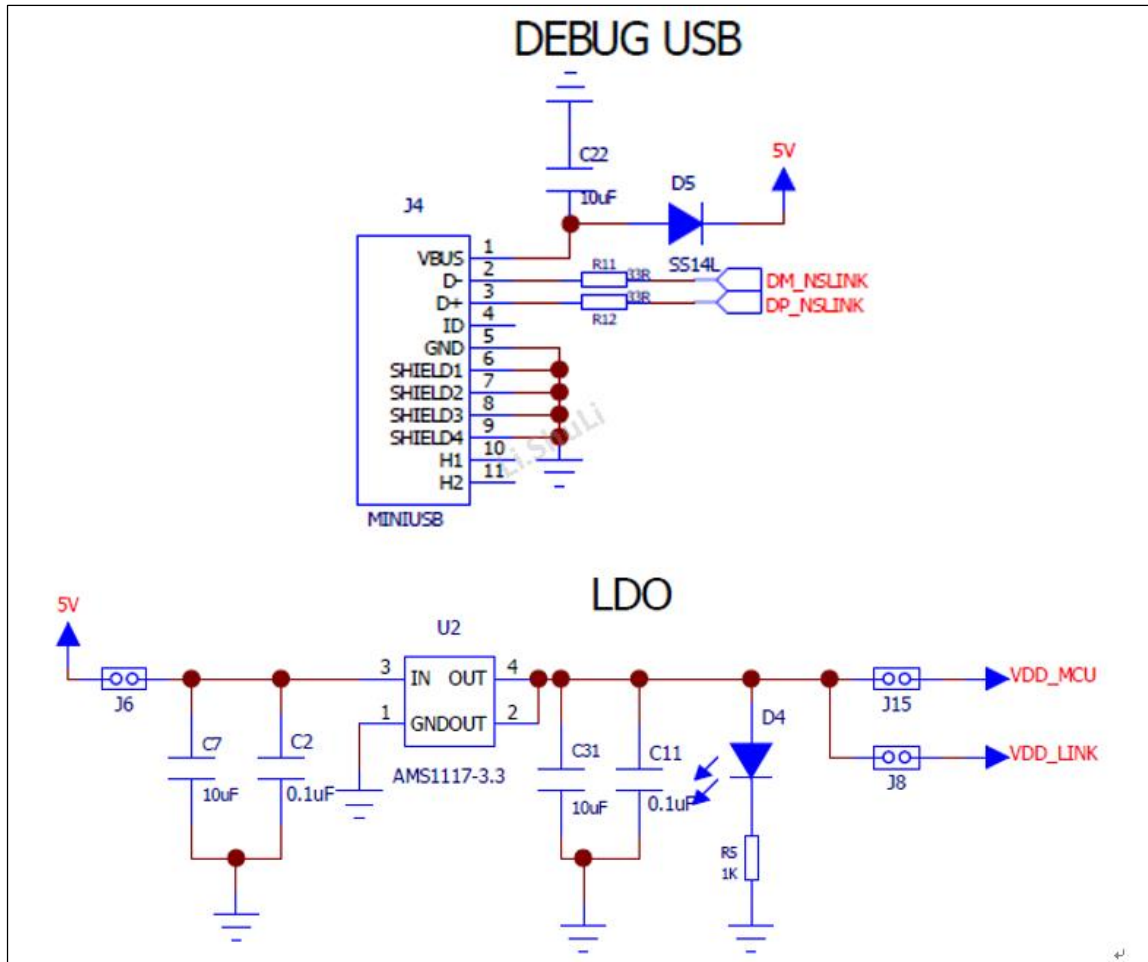 DEBUG USB
C22
10uF
5V
D5
SS14L
J4
VBUS 1
D- 2
D+ 3
ID 4
GND 5
SHIELD1 6
SHIELD2 7
SHIELD3 8
SHIELD4 9
H1 10
H2 11
MINIUSB
R11 33R
33R
R12
DM_NSLINK
DP_NSLINK
Li.ShuLi
LDO
5V
J6
C7
10uF
C2
0.1uF
U2
3 IN OUT 4
1 GNDOUT 2
AMS1117-3.3
C31
10uF
C11
0.1uF
D4
R5
1K
J15
VDD_MCU
J8
VDD_LINK